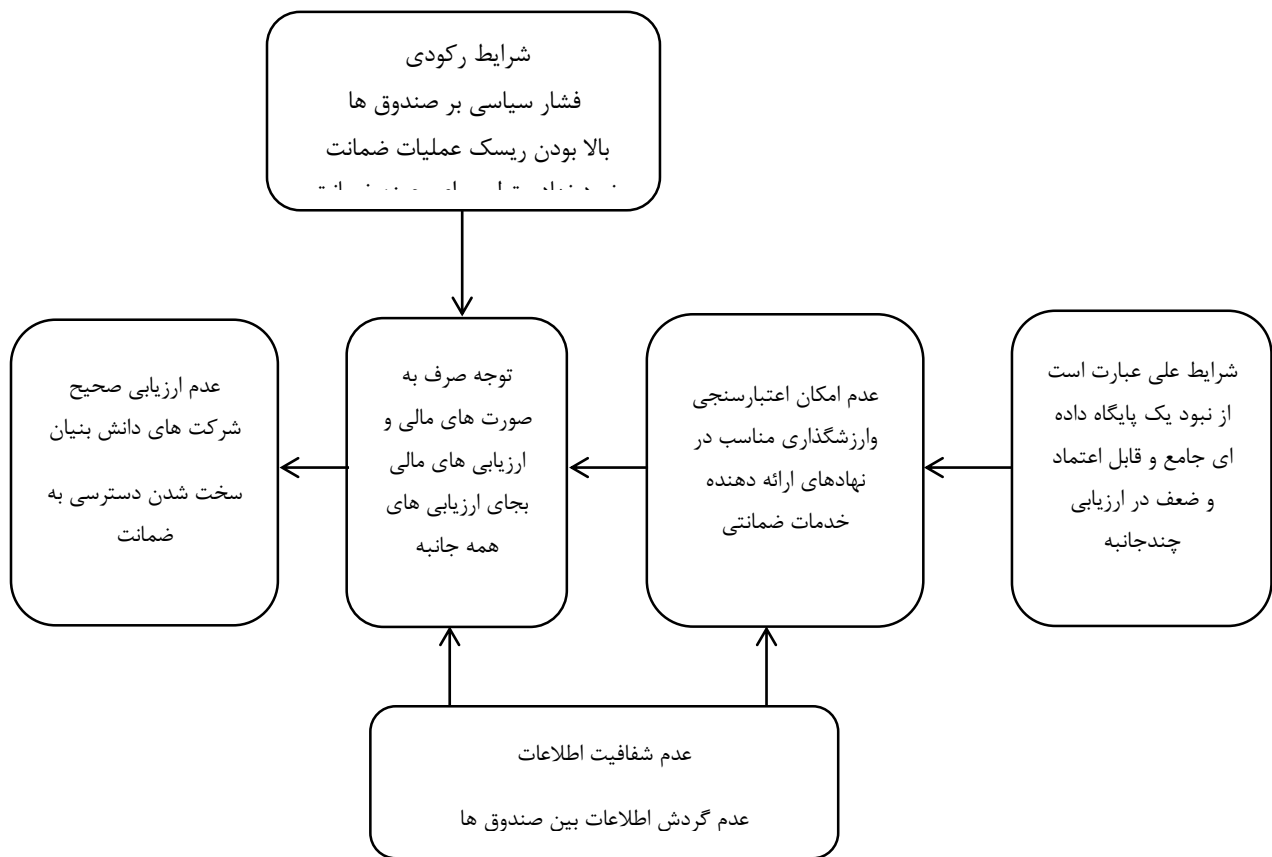 شرایط رکودی
فشار سیاسی بر صندوق ها
بالا بودن ریسک عملیات ضمانت
شرایط علی عبارت است
از نبود یک پایگاه داده
ای جامع و قابل اعتماد
و ضعف در ارزیابی
چندجانبه
عدم امکان اعتبارسنجی
وارزشگذاری مناسب در
نهادهای ارائه دهنده
خدمات ضمانتی
توجه صرف به
صورت های مالی و
ارزیابی های مالی
بجای ارزیابی های
همه جانبه
عدم ارزیابی صحیح
شرکت های دانش بنیان
سخت شدن دسترسی به
ضمانت
عدم شفافیت اطلاعات
عدم گردش اطلاعات بین صندوق ها